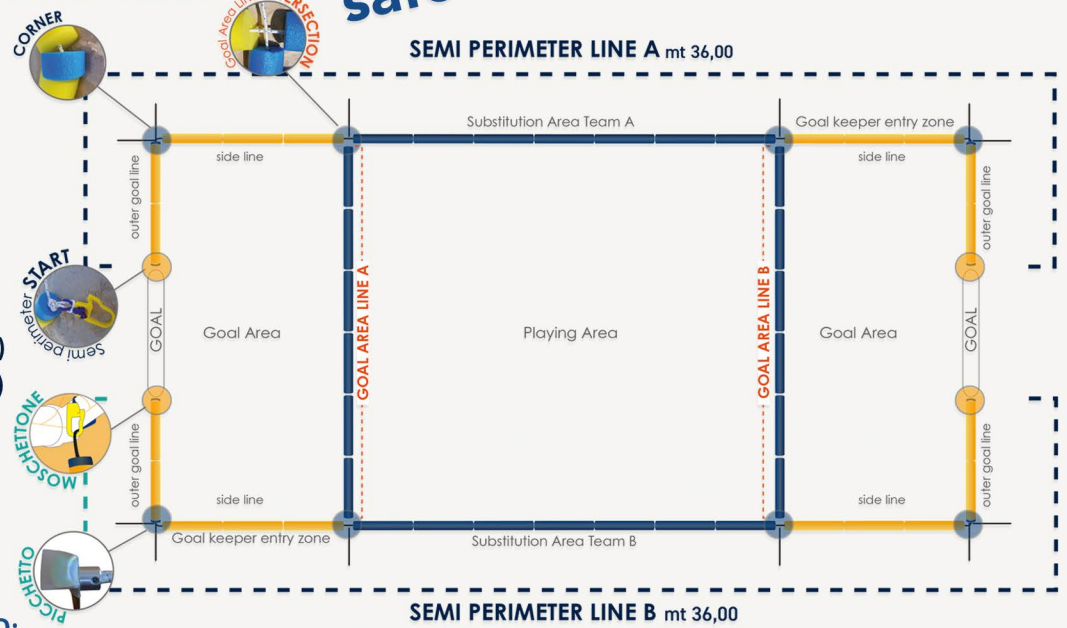 safe
CORNER
Goal Area Line
SEMI PERIMETER LINE A mt 36,00
Substitution Area Team A
Goal keeper entry zone
side line
side line
outer goal line
outer goal line
Semi perimeter START
GOAL
Goal Area
GOAL AREA LINE A
Playing Area
GOAL AREA LINE B
Goal Area
GOAL
MOSCHETTONE
outer goal line
outer goal line
side line
side line
Goal keeper entry zone
Substitution Area Team B
PICCHETTO
SEMI PERIMETER LINE B mt 36,00